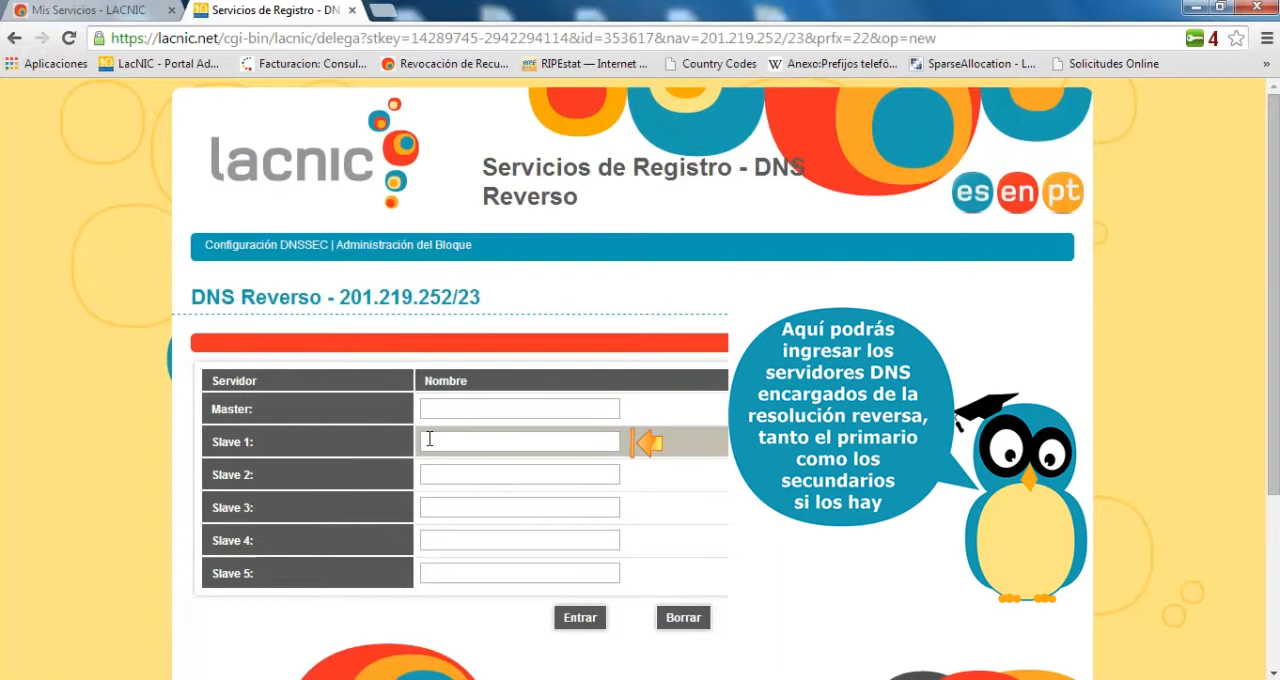 Mis Servicios - LACNIC
Servicios de Registro - DN
https://lacnic.net/cgi-bin/lacnic/delega?stkey=14289745-2942294114&id=353617&nav=201.219.252/23&prfx=22&op=new
4
Aplicaciones
LacNIC - Portal Ad...
Facturacion: Consul...
Revocación de Recu...
RIPEstat — Internet ...
Country Codes
Anexo:Prefijos telefó...
SparseAllocation - L...
Solicitudes Online
»
lacnic
Servicios de Registro - DNS
Reverso
es en pt
Configuración DNSSEC | Administración del Bloque
DNS Reverso - 201.219.252/23
Servidor Nombre
Master:
Slave 1:
Slave 2:
Slave 3:
Slave 4:
Slave 5:
Entrar Borrar
Aquí podrás
ingresar los
servidores DNS
encargados de la
resolución reversa,
tanto el primario
como los
secundarios
si los hay